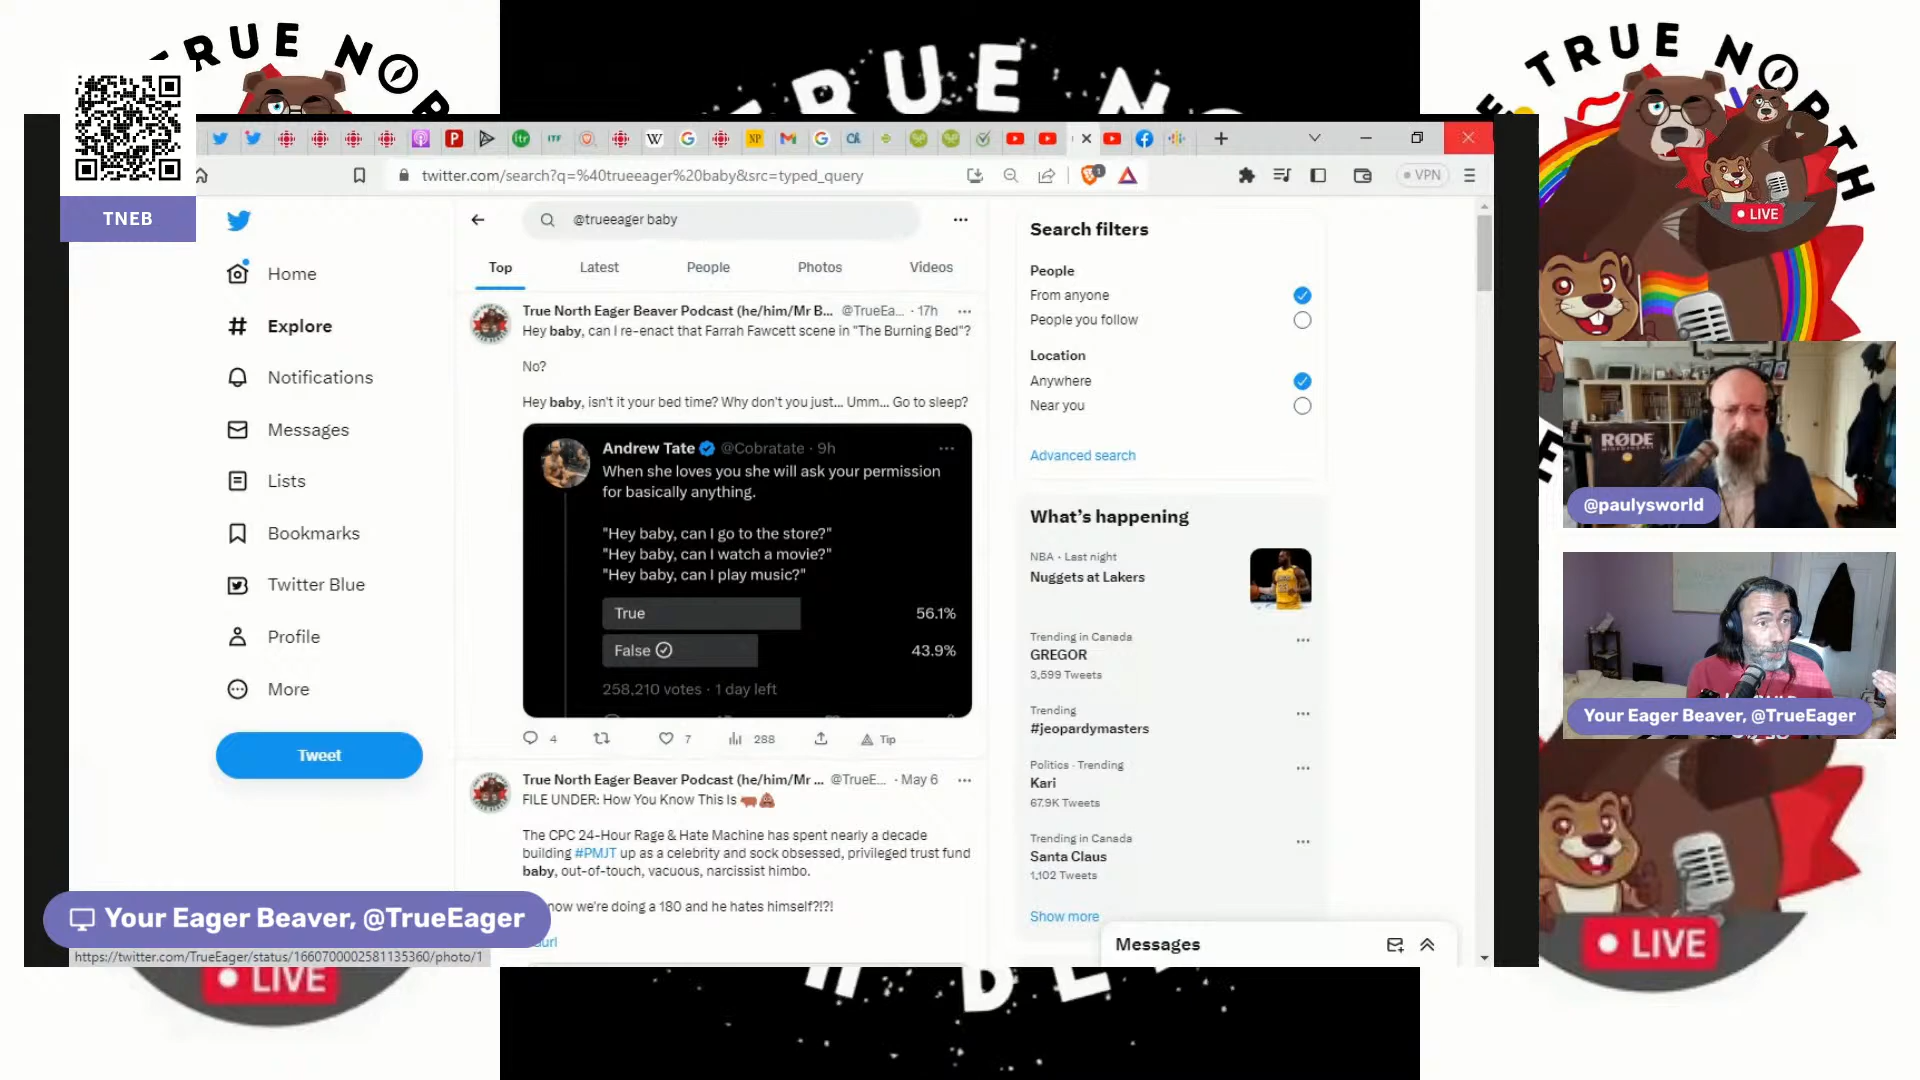 TRUE NOR
TRUE N
E TRUE NORTH
LIVE
TNEB
twitter.com/search?q=%40trueeager%20baby&src=typed_query
VPN
@trueeager baby
Top
Latest
People
Photos
Videos
Home
Explore
Notifications
Messages
Lists
Bookmarks
Twitter Blue
Profile
More
Tweet
True North Eager Beaver Podcast (he/him/Mr B... @TrueEa... · 17h
Hey baby, can I re-enact that Farrah Fawcett scene in "The Burning Bed"?
No?
Hey baby, isn't it your bed time? Why don't you just... Umm... Go to sleep?
Andrew Tate @Cobratate · 9h
When she loves you she will ask your permission
for basically anything.
"Hey baby, can I go to the store?"
"Hey baby, can I watch a movie?"
"Hey baby, can I play music?"
True 56.1%
False 43.9%
258,210 votes · 1 day left
4 7 288 Tip
True North Eager Beaver Podcast (he/him/Mr ... @TrueE... · May 6
FILE UNDER: How You Know This Is 🐂💩
The CPC 24-Hour Rage & Hate Machine has spent nearly a decade
building #PMJT up as a celebrity and sock obsessed, privileged trust fund
baby, out-of-touch, vacuous, narcissist himbo.
now we're doing a 180 and he hates himself?!?!
Search filters
People
From anyone
People you follow
Location
Anywhere
Near you
Advanced search
What's happening
NBA · Last night
Nuggets at Lakers
Trending in Canada
GREGOR
3,599 Tweets
Trending
#jeopardymasters
Politics · Trending
Kari
67.9K Tweets
Trending in Canada
Santa Claus
1,102 Tweets
Show more
Messages
RØDE
@paulysworld
Your Eager Beaver, @TrueEager
Your Eager Beaver, @TrueEager
https://twitter.com/TrueEager/status/1660700002581135360/photo/1
LIVE
LIVE